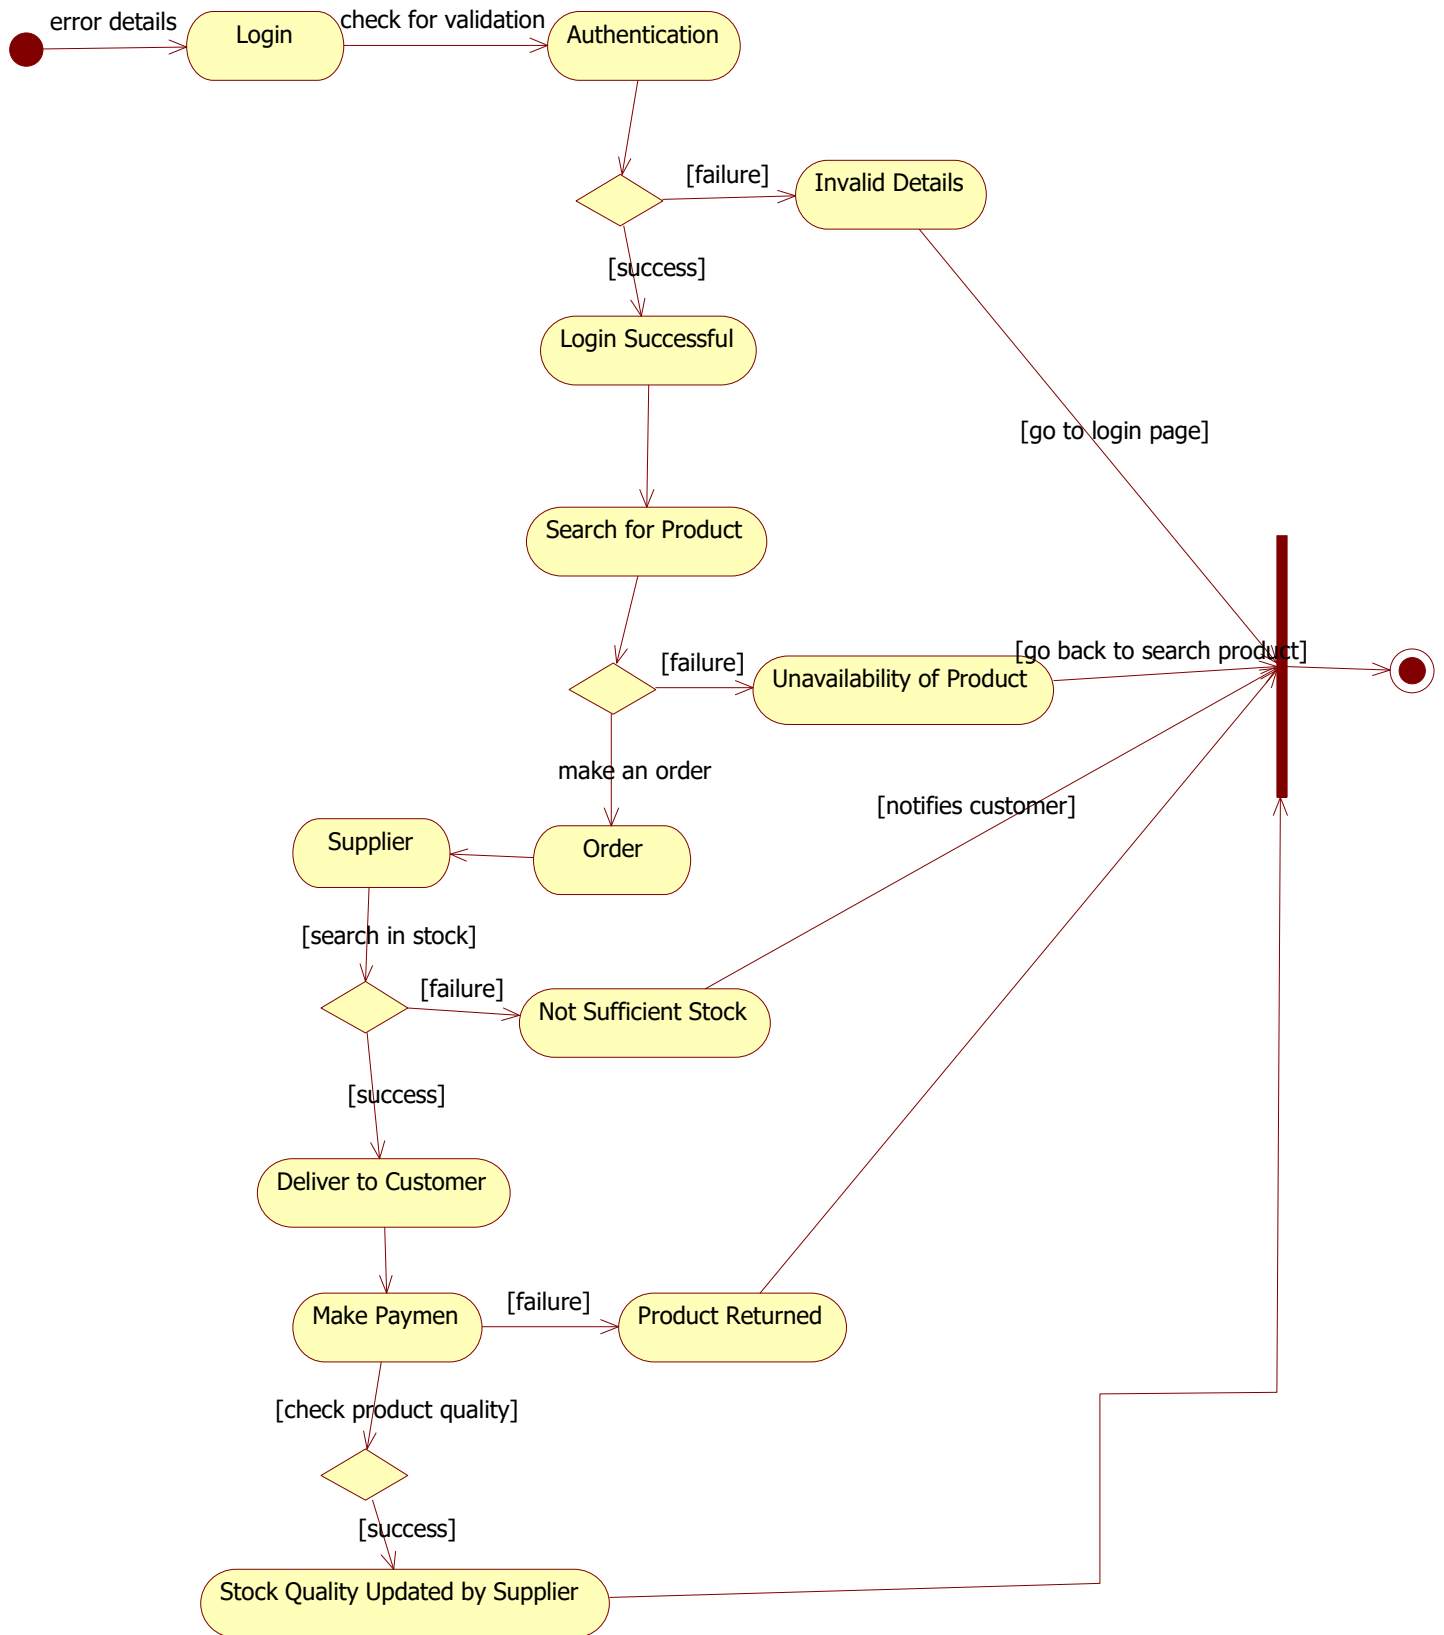 error details
Login
check for validation
Authentication
[failure]
Invalid Details
[success]
Login Successful
[go to login page]
Search for Product
[failure]
Unavailability of Product
[go back to search product]
make an order
[notifies customer]
Supplier
Order
[search in stock]
[failure]
Not Sufficient Stock
[success]
Deliver to Customer
Make Paymen
[failure]
Product Returned
[check product quality]
[success]
Stock Quality Updated by Supplier